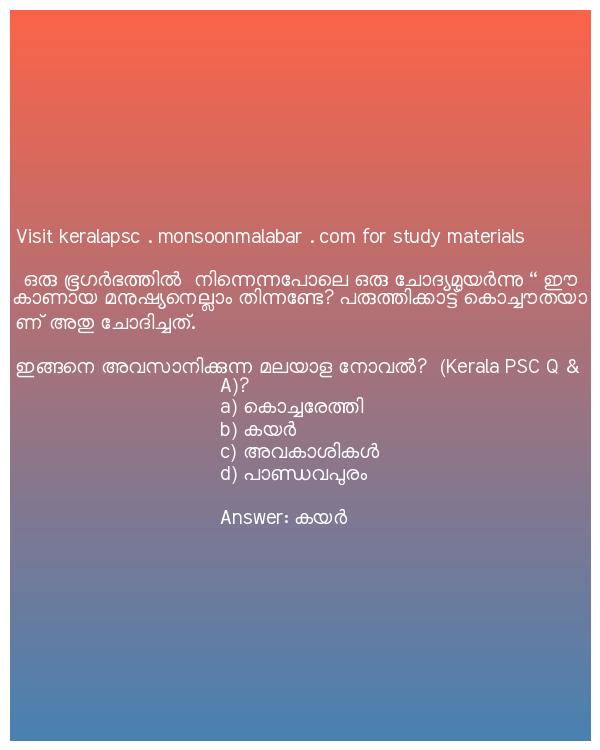 Visit keralapsc . monsoonmalabar . com for study materials
ഒരു ഭൂഗർഭത്തിൽ നിന്നെന്നപോലെ ഒരു ചോദ്യമുയർന്നു “ ഈ
കാണായ മനുഷ്യനെല്ലാം തിന്നണ്ടേ? പരുത്തിക്കാട്ട് കൊച്ചൗതയാ
ണ് അതു ചോദിച്ചത്.
ഇങ്ങനെ അവസാനിക്കുന്ന മലയാള നോവൽ? (Kerala PSC Q &
A)?
a) കൊച്ചരേത്തി
b) കയർ
c) അവകാശികൾ
d) പാണ്ഡവപുരം
Answer: കയർ